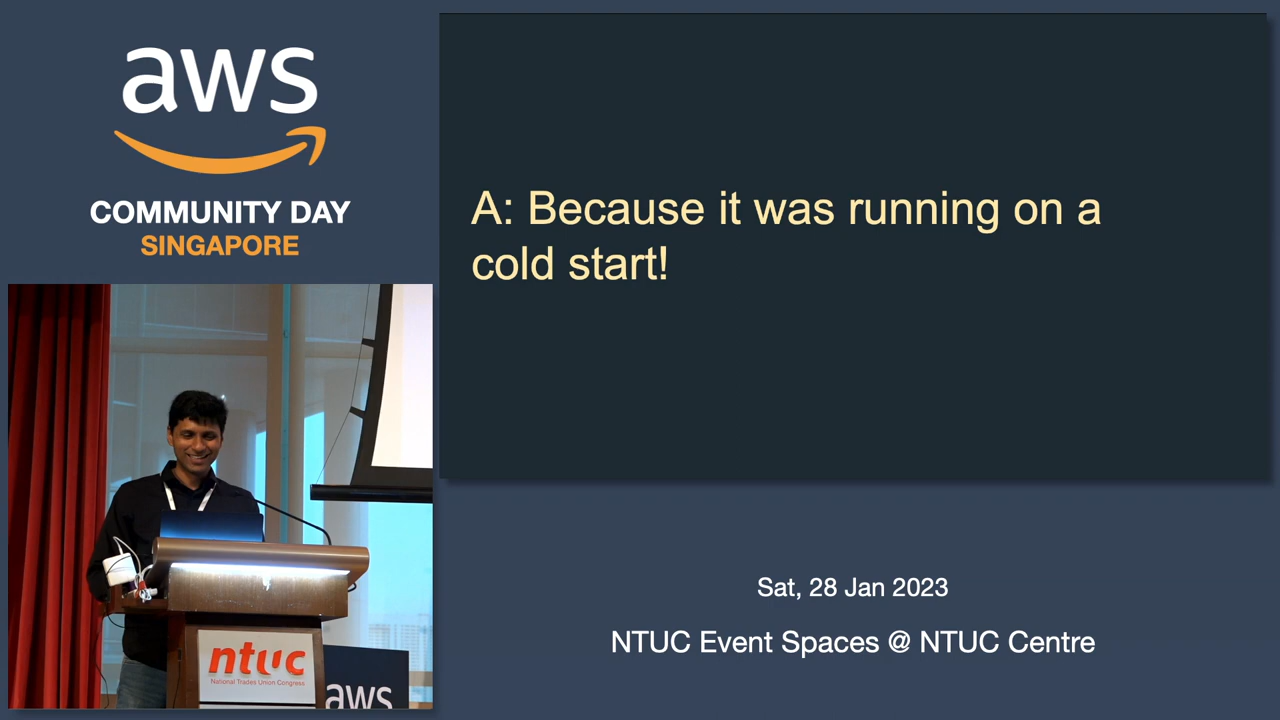 aws
COMMUNITY DAY
SINGAPORE
A: Because it was running on a
cold start!
ntuc
National Trades Union Congress
aws
Sat, 28 Jan 2023
NTUC Event Spaces @ NTUC Centre